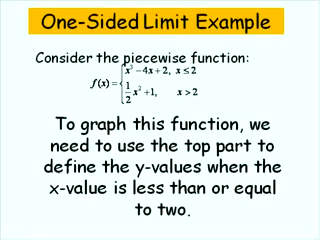 One-Sided Limit Example
Consider the piecewise function:
f(x) = { x³ − 4x + 2, x ≤ 2
1/2 x² + 1, x > 2
To graph this function, we
need to use the top part to
define the y-values when the
x-value is less than or equal
to two.